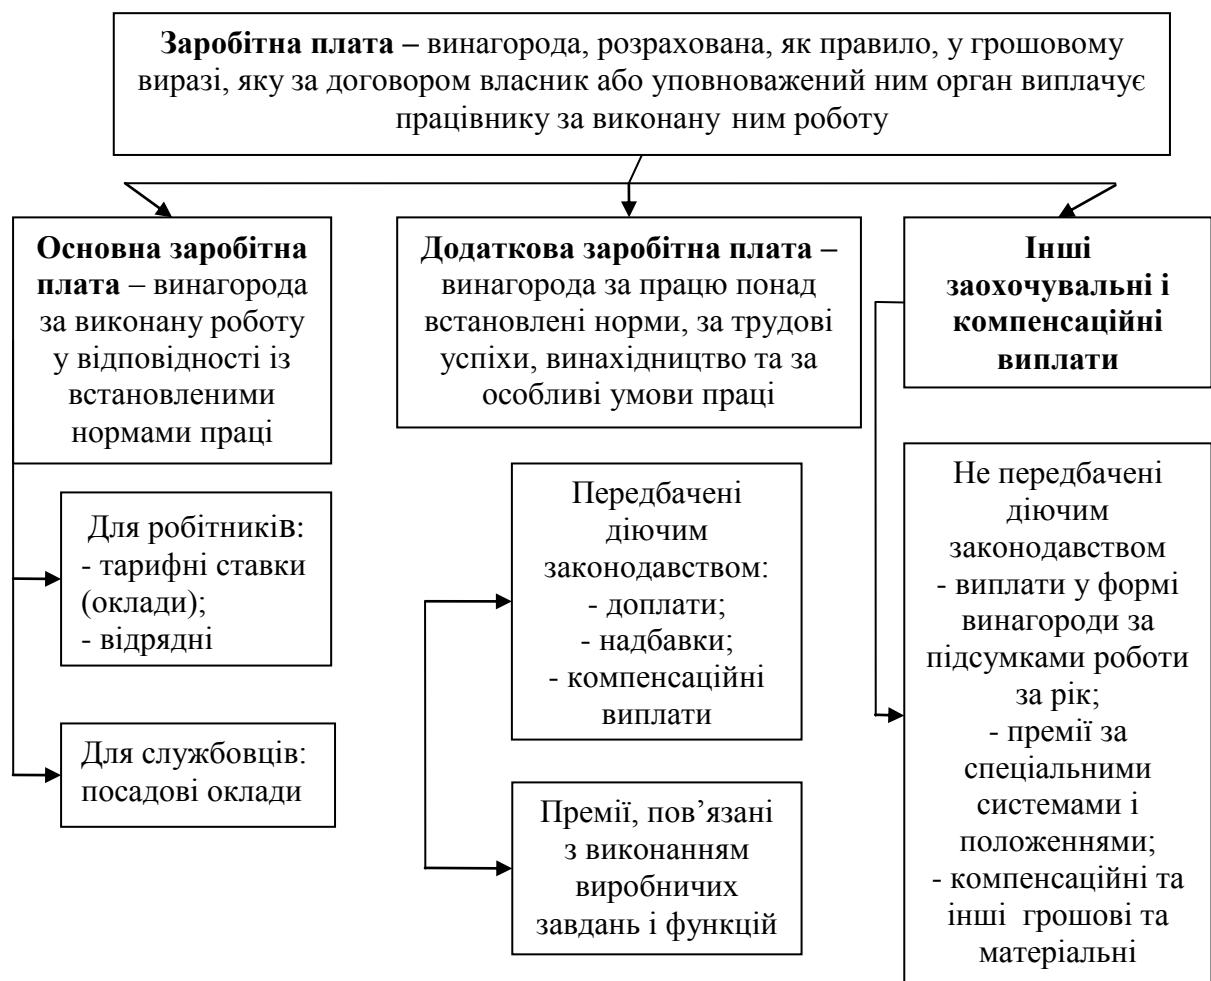 Заробітна плата – винагорода, розрахована, як правило, у грошовому
виразі, яку за договором власник або уповноважений ним орган виплачує
працівнику за виконану ним роботу
Основна заробітна
плата – винагорода
за виконану роботу
у відповідності із
встановленими
нормами праці
Додаткова заробітна плата –
винагорода за працю понад
встановлені норми, за трудові
успіхи, винахідництво та за
особливі умови праці
Інші
заохочувальні і
компенсаційні
виплати
Для робітників:
- тарифні ставки
(оклади);
- відрядні
Для службовців:
посадові оклади
Передбачені
діючим
законодавством:
- доплати;
- надбавки;
- компенсаційні
виплати
Премії, пов’язані
з виконанням
виробничих
завдань і функцій
Не передбачені
діючим
законодавством
- виплати у формі
винагороди за
підсумками роботи
за рік;
- премії за
спеціальними
системами і
положеннями;
- компенсаційні та
інші грошові та
матеріальні